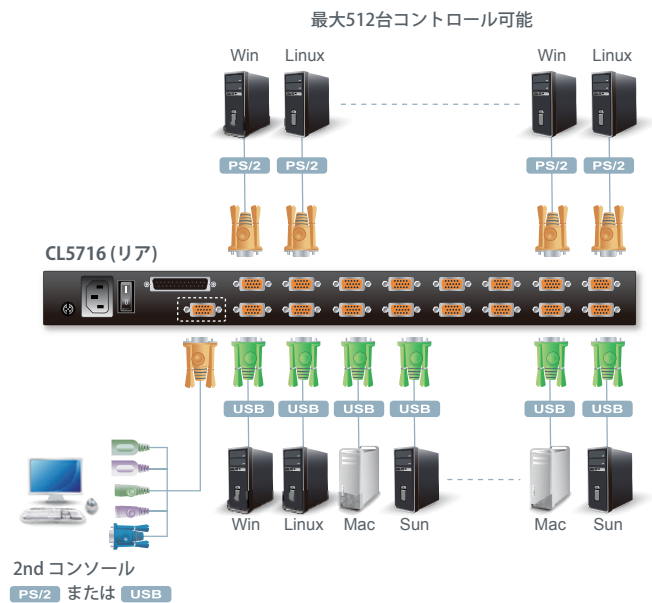 最大512台コントロール可能
Win Linux Win Linux
PS/2 PS/2 PS/2 PS/2
CL5716 (リア)
USB USB USB USB USB USB
Win Linux Mac Sun Mac Sun
2nd コンソール
PS/2 または USB